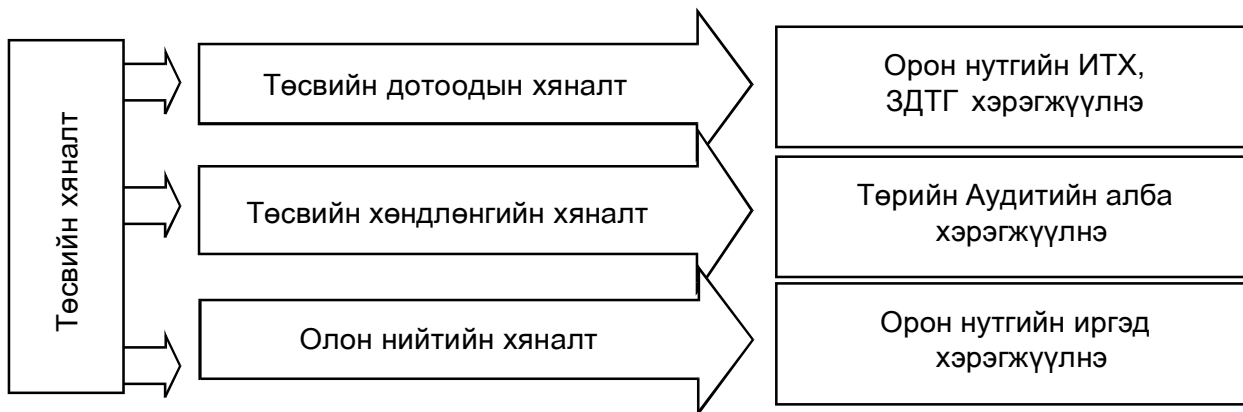 Төсвийн хяналт
Төсвийн дотоодын хяналт
Орон нутгийн ИТХ,
ЗДТГ хэрэгжүүлнэ
Төсвийн хөндлөнгийн хяналт
Төрийн Аудитийн алба
хэрэгжүүлнэ
Олон нийтийн хяналт
Орон нутгийн иргэд
хэрэгжүүлнэ